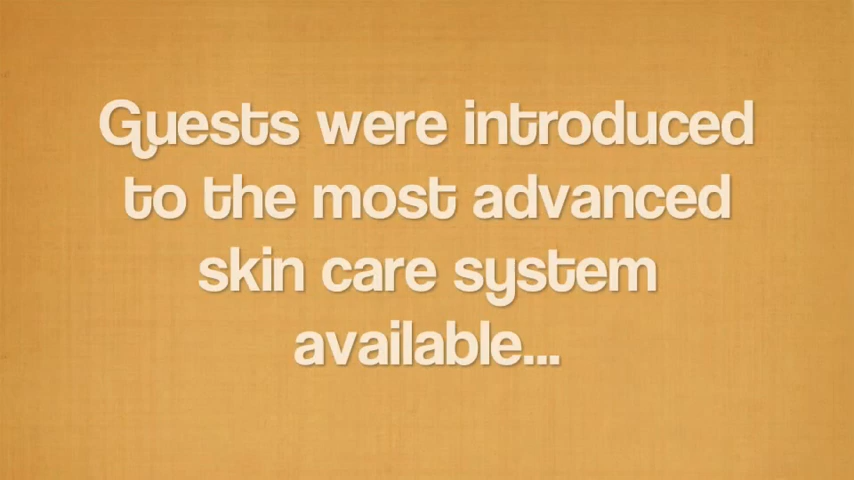 Guests were introduced
to the most advanced
skin care system
available...